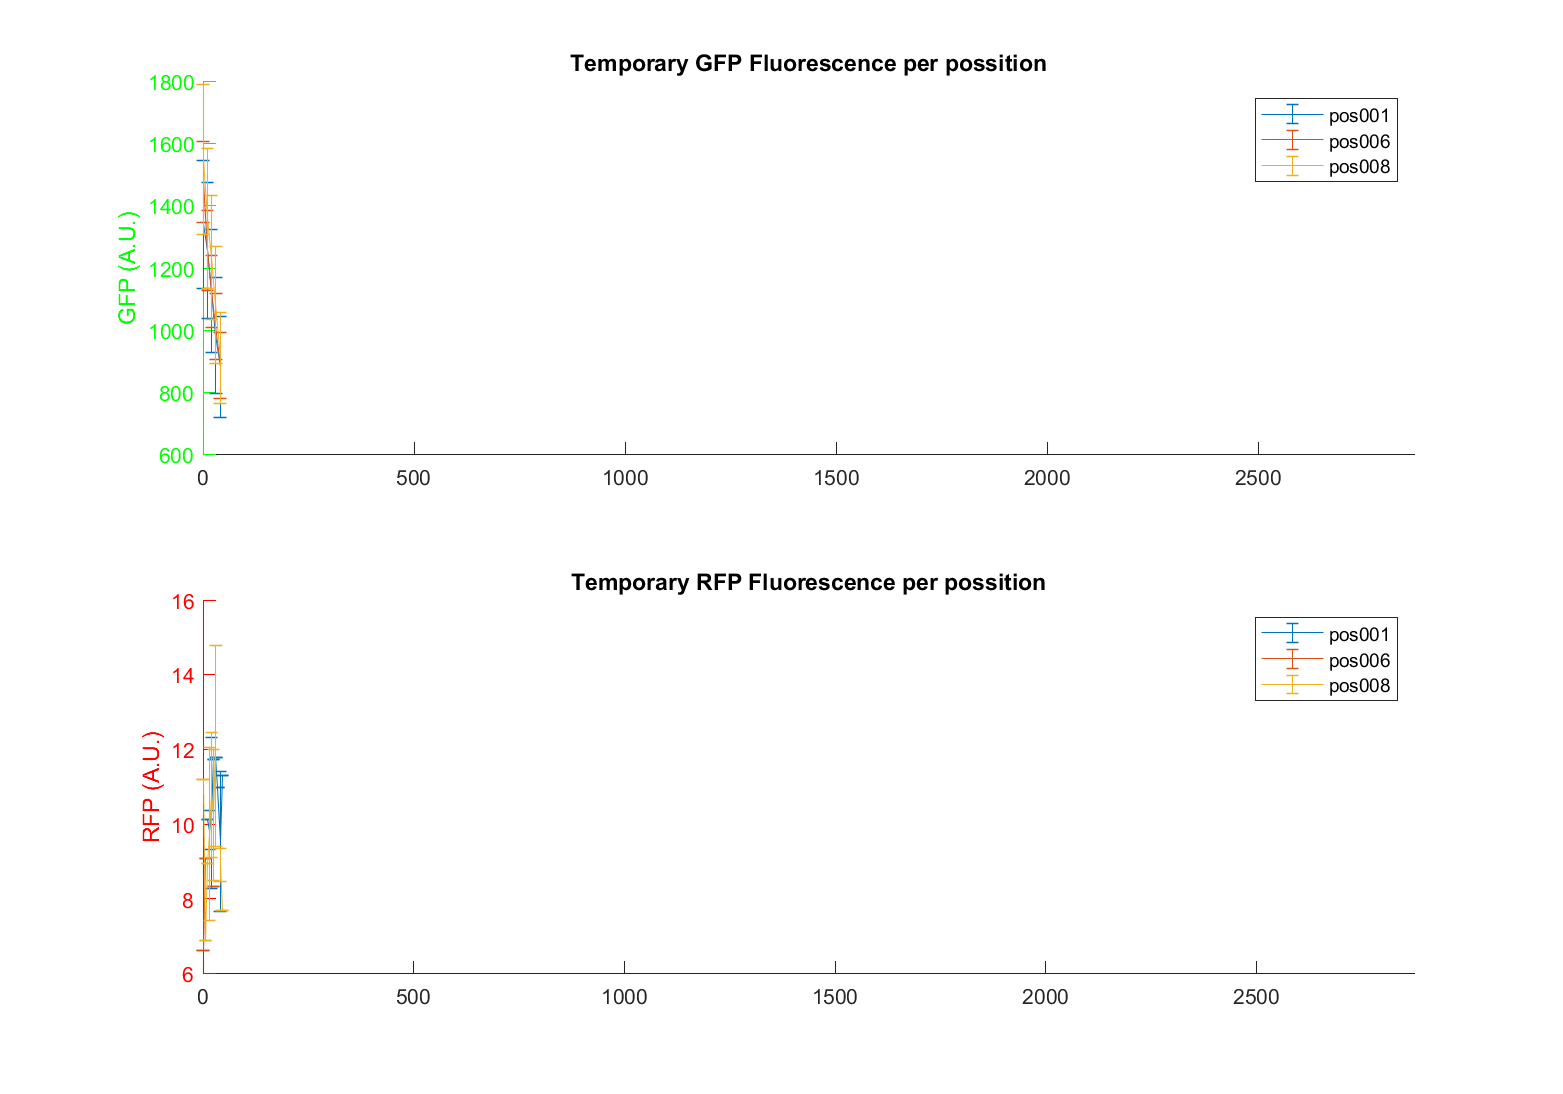 Temporary GFP Fluorescence per possition
1800
1600
1400
1200
1000
800
600
GFP (A.U.)
0 500 1000 1500 2000 2500
pos001
pos006
pos008
Temporary RFP Fluorescence per possition
16
14
12
10
8
6
RFP (A.U.)
0 500 1000 1500 2000 2500
pos001
pos006
pos008